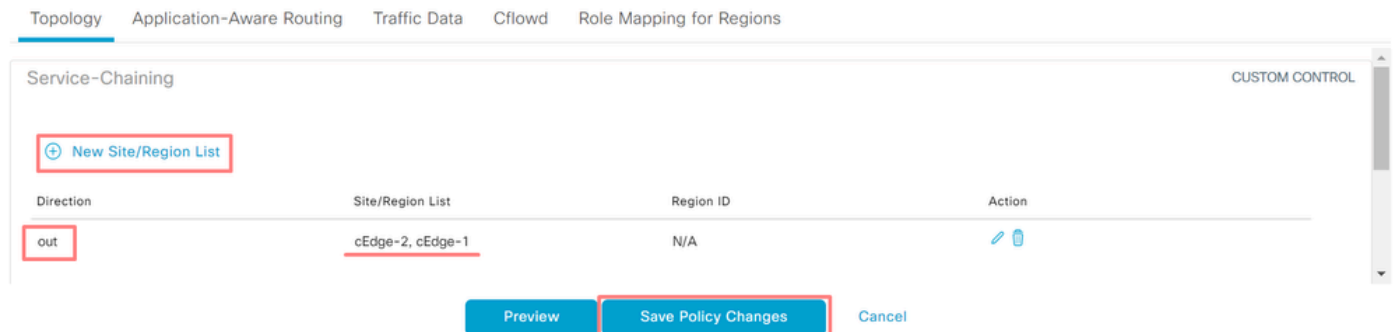 Topology Application-Aware Routing Traffic Data Cflowd Role Mapping for Regions
Service-Chaining CUSTOM CONTROL
New Site/Region List
Direction Site/Region List Region ID Action
out cEdge-2, cEdge-1 N/A
Preview Save Policy Changes Cancel